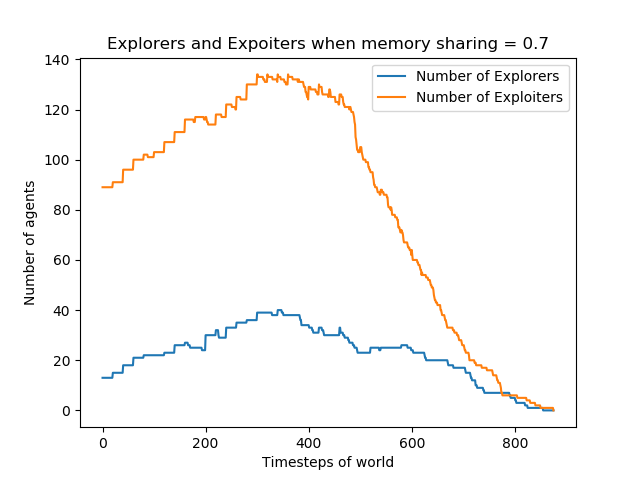 Explorers and Expoiters when memory sharing = 0.7
Number of Explorers
Number of Exploiters
Number of agents
140
120
100
80
60
40
20
0
0 200 400 600 800
Timesteps of world